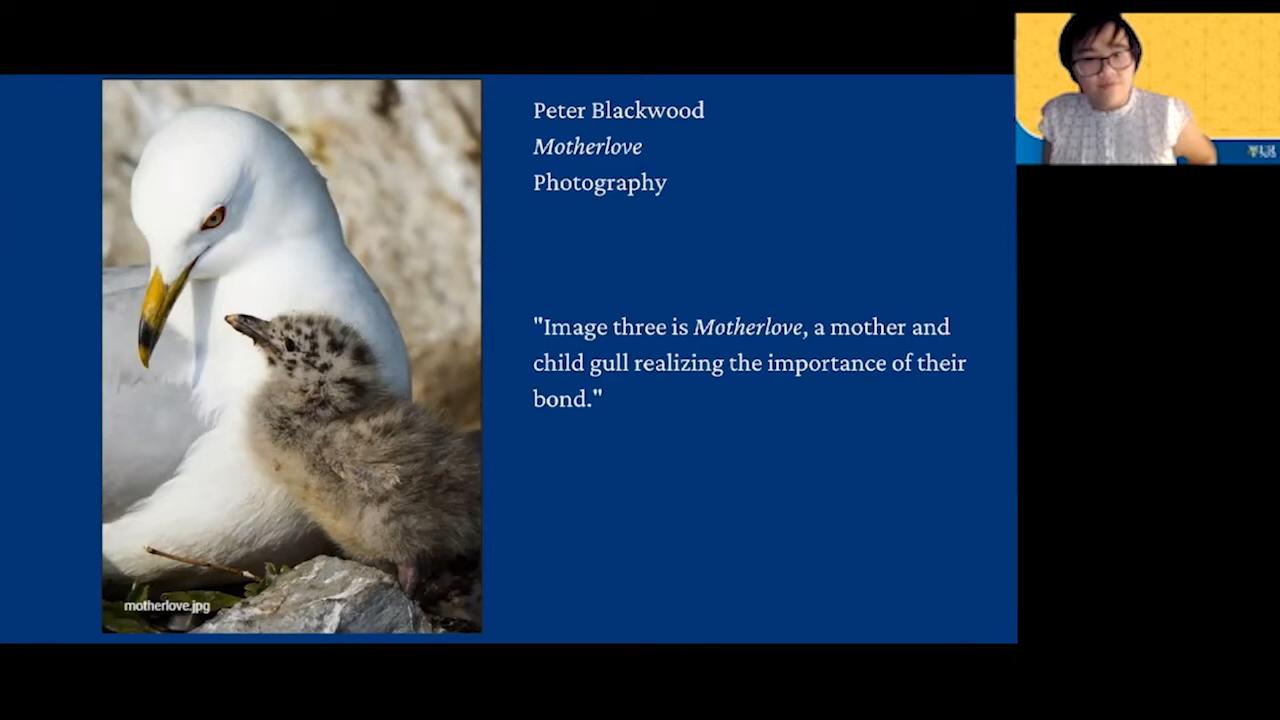 Peter Blackwood
Motherlove
Photography
"Image three is Motherlove, a mother and
child gull realizing the importance of their
bond."
motherlove.jpg